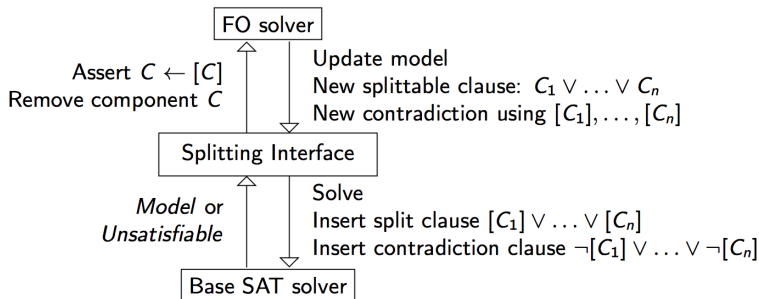 FO solver
Assert C ← [C]
Remove component C
Update model
New splittable clause: C₁ ∨ … ∨ Cₙ
New contradiction using [C₁], …, [Cₙ]
Splitting Interface
Model or
Unsatisfiable
Solve
Insert split clause [C₁] ∨ … ∨ [Cₙ]
Insert contradiction clause ¬[C₁] ∨ … ∨ ¬[Cₙ]
Base SAT solver